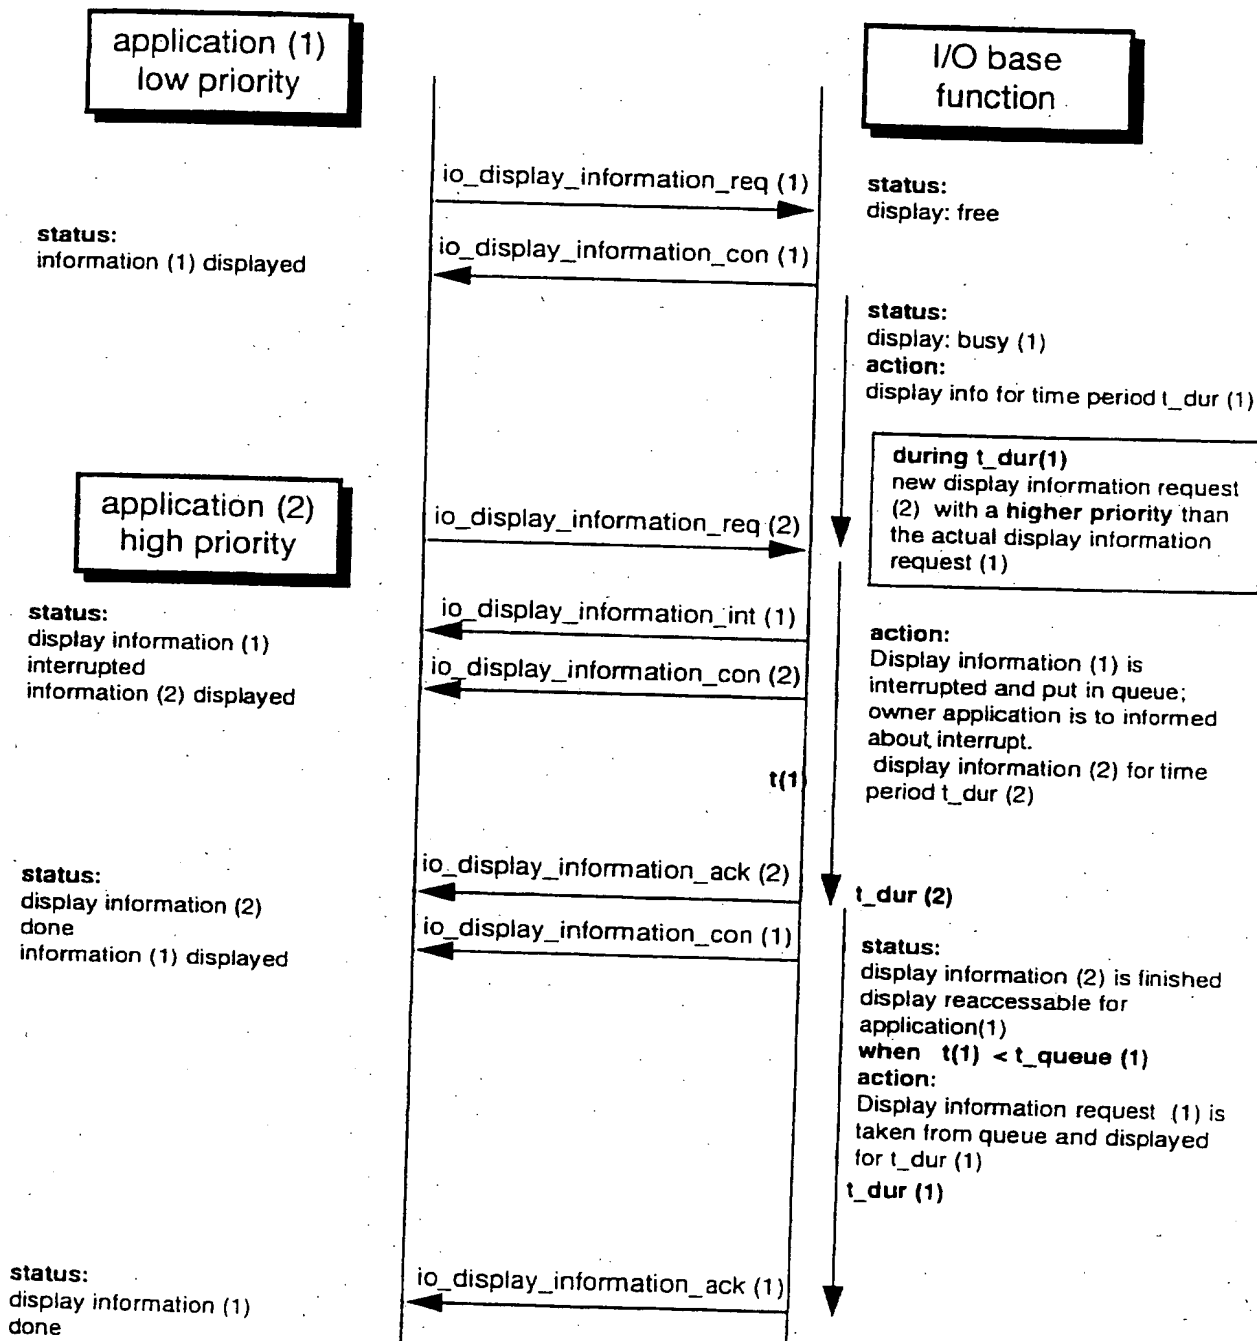 application (1)
low priority
I/O base
function
io_display_information_req (1)
status:
display: free
status:
information (1) displayed
io_display_information_con (1)
status:
display: busy (1)
action:
display info for time period t_dur (1)
during t_dur(1)
new display information request
(2) with a higher priority than
the actual display information
request (1)
application (2)
high priority
io_display_information_req (2)
status:
display information (1)
interrupted
information (2) displayed
io_display_information_int (1)
io_display_information_con (2)
action:
Display information (1) is
interrupted and put in queue;
owner application is to informed
about interrupt.
display information (2) for time
period t_dur (2)
t(1)
status:
display information (2)
done
information (1) displayed
io_display_information_ack (2)
t_dur (2)
io_display_information_con (1)
status:
display information (2) is finished
display reaccessable for
application(1)
when t(1) < t_queue (1)
action:
Display information request (1) is
taken from queue and displayed
for t_dur (1)
t_dur (1)
status:
display information (1)
done
io_display_information_ack (1)